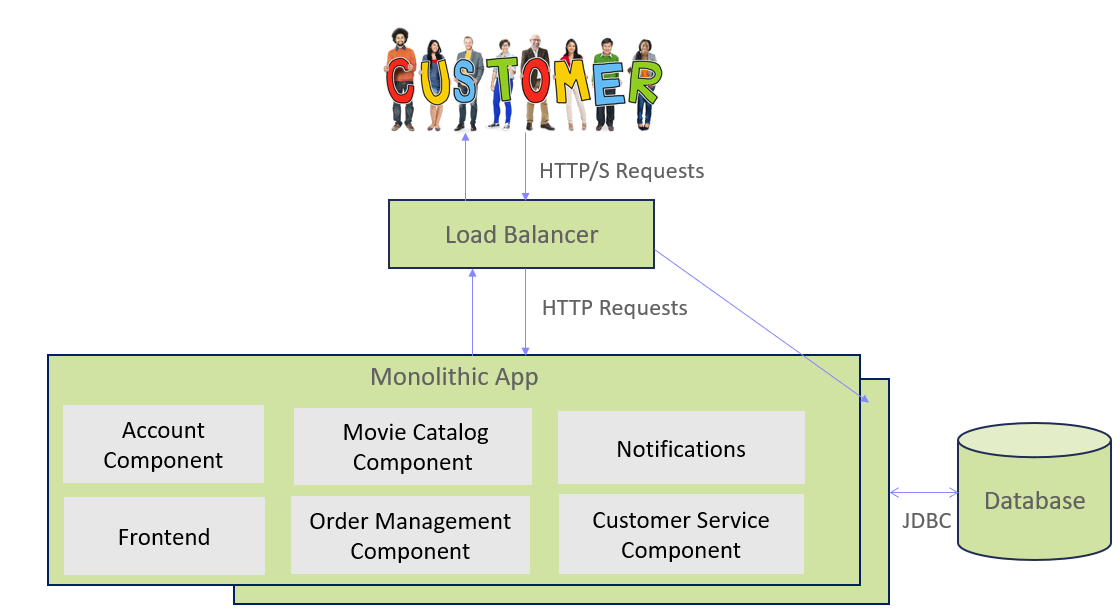 CUSTOMER
HTTP/S Requests
Load Balancer
HTTP Requests
Monolithic App
Account
Component
Movie Catalog
Component
Notifications
Frontend
Order Management
Component
Customer Service
Component
Database
JDBC